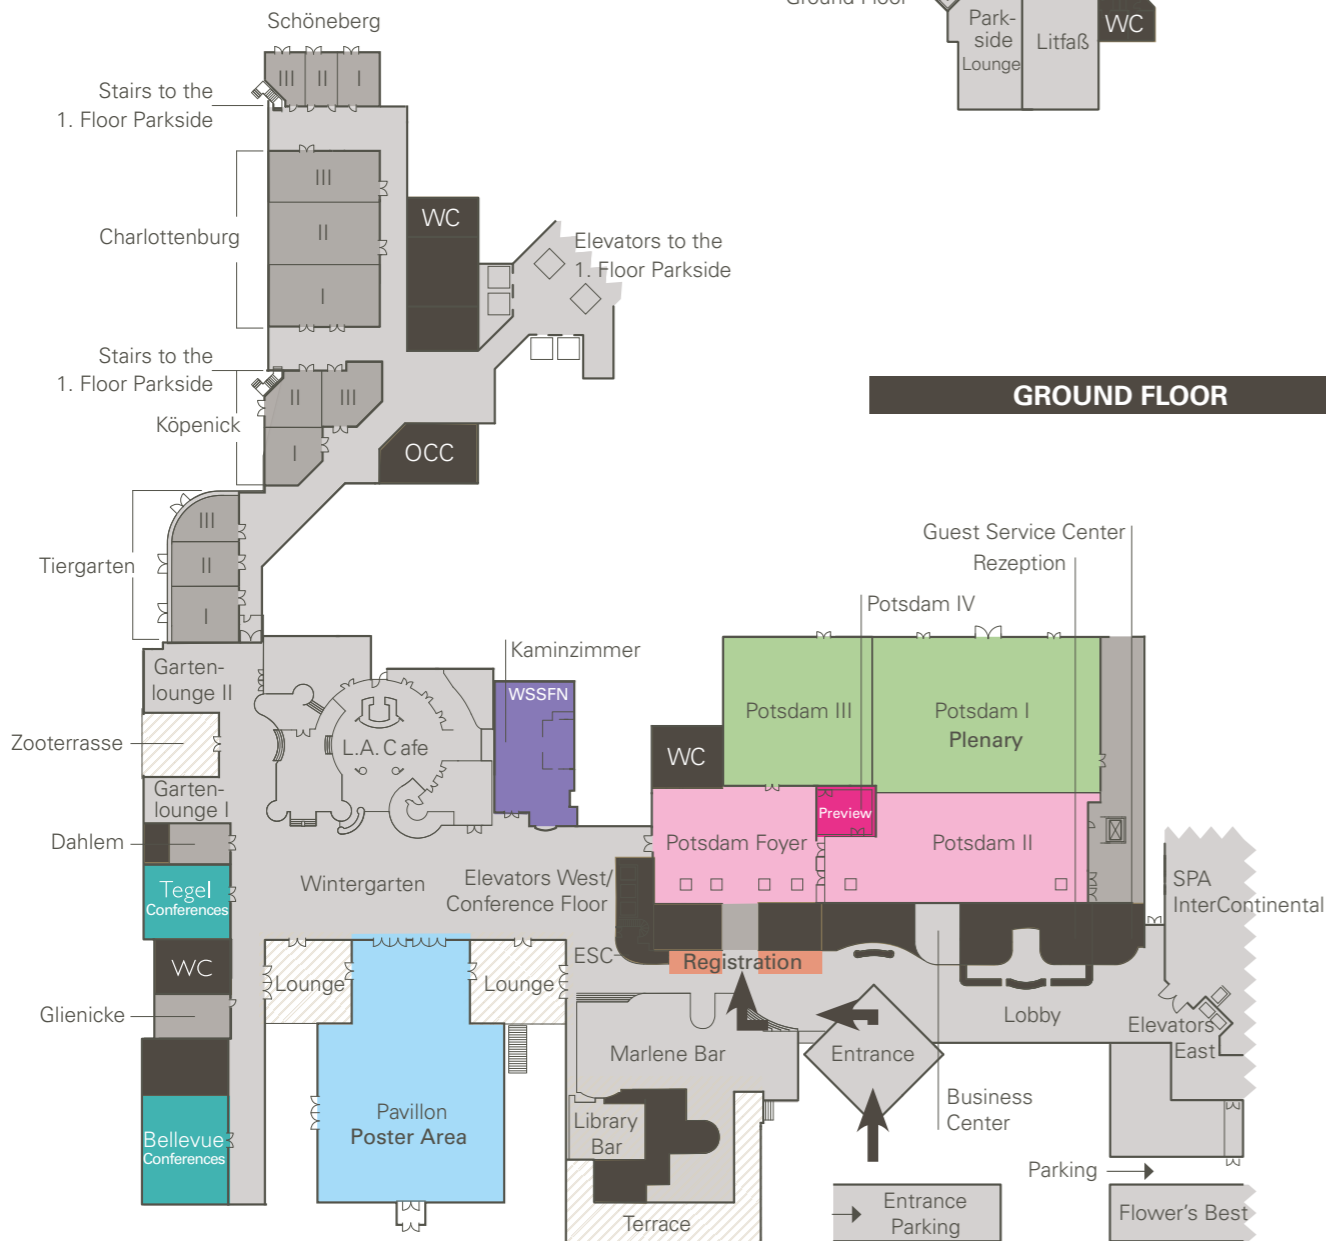 Ground Floor
Park-
side
Lounge
Litfaß
WC
Schöneberg
III
II
I
Stairs to the
1. Floor Parkside
III
Charlottenburg
II
I
WC
Elevators to the
1. Floor Parkside
Stairs to the
1. Floor Parkside
Köpenick
II
III
I
OCC
GROUND FLOOR
Tiergarten
III
II
I
Guest Service Center
Rezeption
Potsdam IV
Garten-
lounge II
Zooterrasse
Garten-
lounge I
L.A. Cafe
Kaminzimmer
WSSFN
WC
Potsdam III
Potsdam I
Plenary
Preview
Potsdam Foyer
Potsdam II
Dahlem
Tegel
Conferences
Wintergarten
Elevators West/
Conference Floor
ESC
Registration
SPA
InterContinental
WC
Lounge
Lounge
Glienicke
Marlene Bar
Entrance
Lobby
Elevators
East
Bellevue
Conferences
Pavillon
Poster Area
Library
Bar
Business
Center
Terrace
Parking
Entrance
Parking
Flower's Best